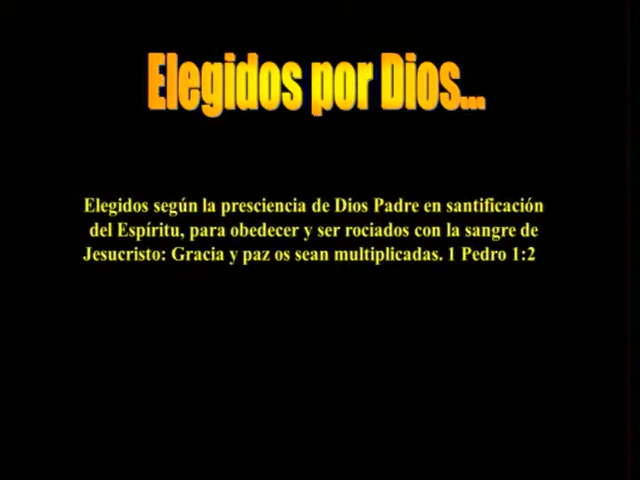 Elegidos por Dios...
Elegidos según la presciencia de Dios Padre en santificación
del Espíritu, para obedecer y ser rociados con la sangre de
Jesucristo: Gracia y paz os sean multiplicadas. 1 Pedro 1:2